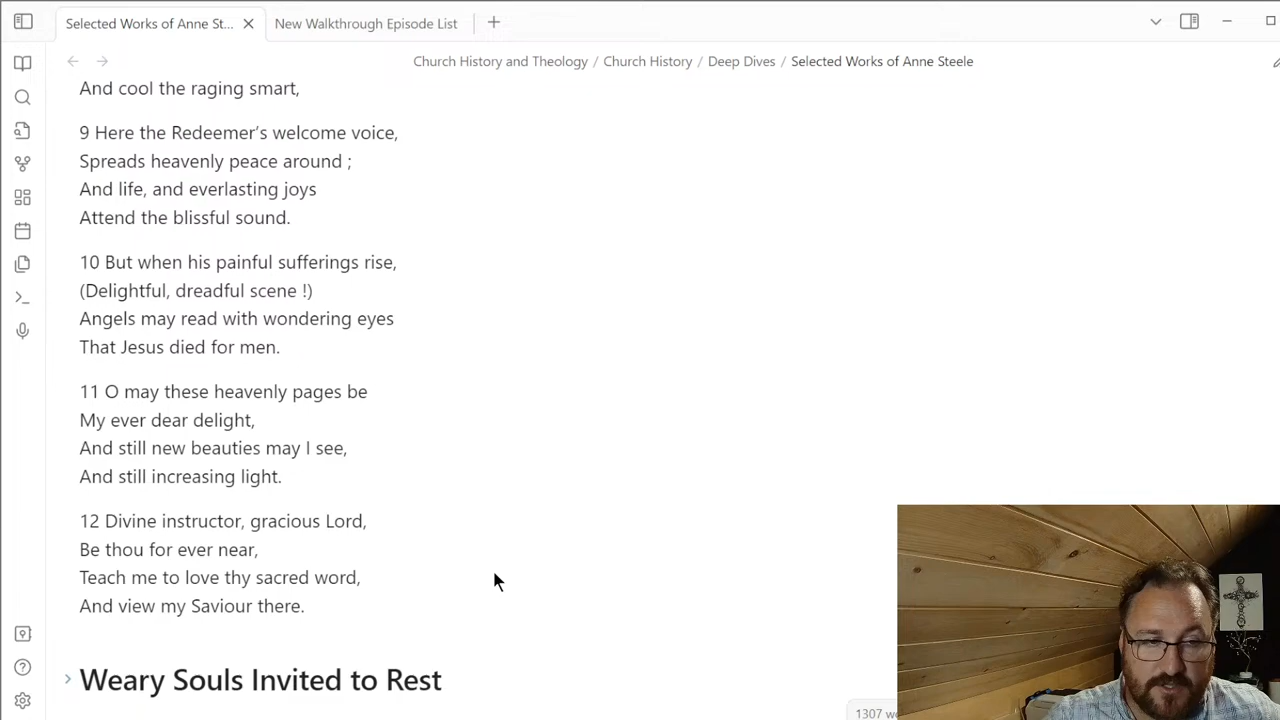 Selected Works of Anne St...
New Walkthrough Episode List
Church History and Theology / Church History / Deep Dives / Selected Works of Anne Steele
And cool the raging smart,
9 Here the Redeemer’s welcome voice,
Spreads heavenly peace around ;
And life, and everlasting joys
Attend the blissful sound.
10 But when his painful sufferings rise,
(Delightful, dreadful scene !)
Angels may read with wondering eyes
That Jesus died for men.
11 O may these heavenly pages be
My ever dear delight,
And still new beauties may I see,
And still increasing light.
12 Divine instructor, gracious Lord,
Be thou for ever near,
Teach me to love thy sacred word,
And view my Saviour there.
Weary Souls Invited to Rest
1307